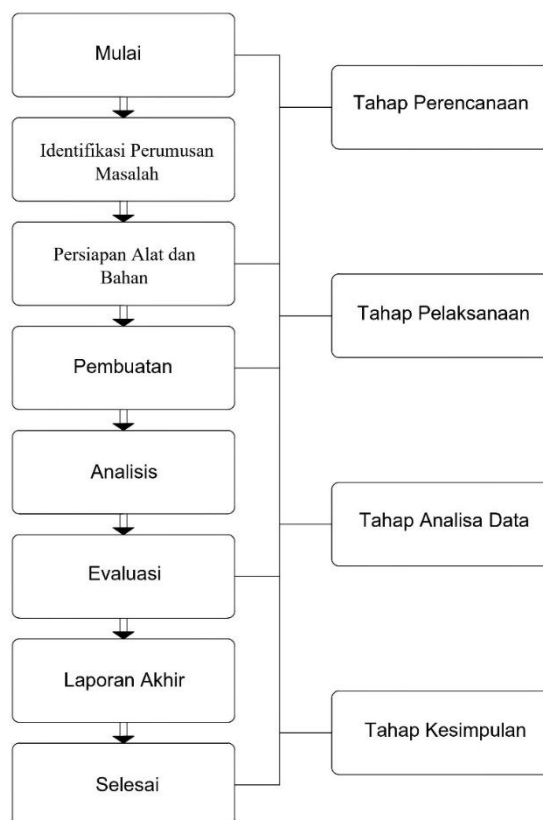 Mulai
Identifikasi Perumusan
Masalah
Persiapan Alat dan
Bahan
Pembuatan
Analisis
Evaluasi
Laporan Akhir
Selesai
Tahap Perencanaan
Tahap Pelaksanaan
Tahap Analisa Data
Tahap Kesimpulan